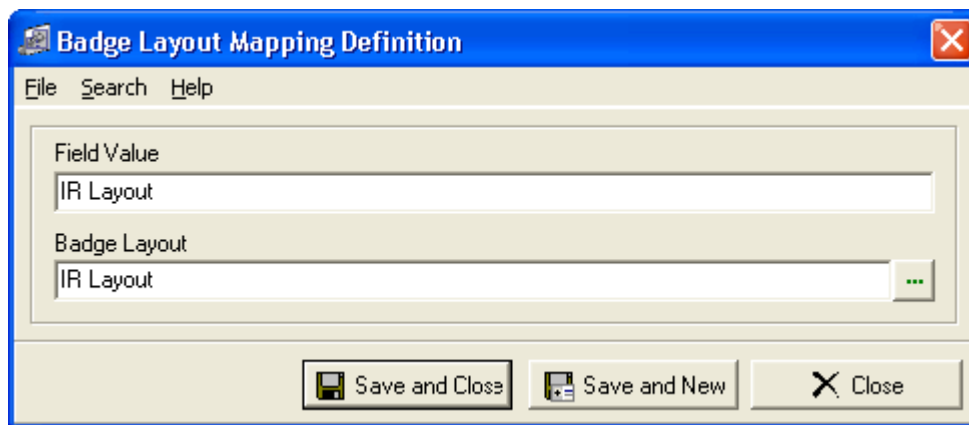 Badge Layout Mapping Definition
File Search Help
Field Value
IR Layout
Badge Layout
IR Layout
...
Save and Close Save and New Close